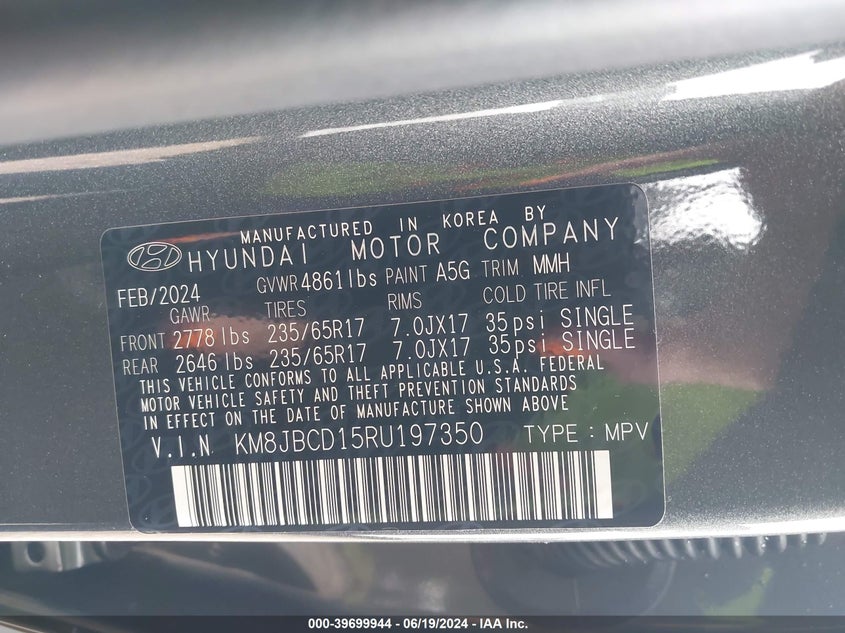 MANUFACTURED IN KOREA BY
HYUNDAI MOTOR COMPANY
FEB/2024 GVWR 4861lbs PAINT A5G TRIM MMH
GAWR TIRES RIMS COLD TIRE INFL
FRONT 2778 lbs 235/65R17 7.0JX17 35psi SINGLE
REAR 2646 lbs 235/65R17 7.0JX17 35psi SINGLE
THIS VEHICLE CONFORMS TO ALL APPLICABLE U.S.A. FEDERAL
MOTOR VEHICLE SAFETY AND THEFT PREVENTION STANDARDS
IN EFFECT ON THE DATE OF MANUFACTURE SHOWN ABOVE
V.I.N KM8JBCD15RU197350 TYPE : MPV
000-39699944 - 06/19/2024 - IAA Inc.